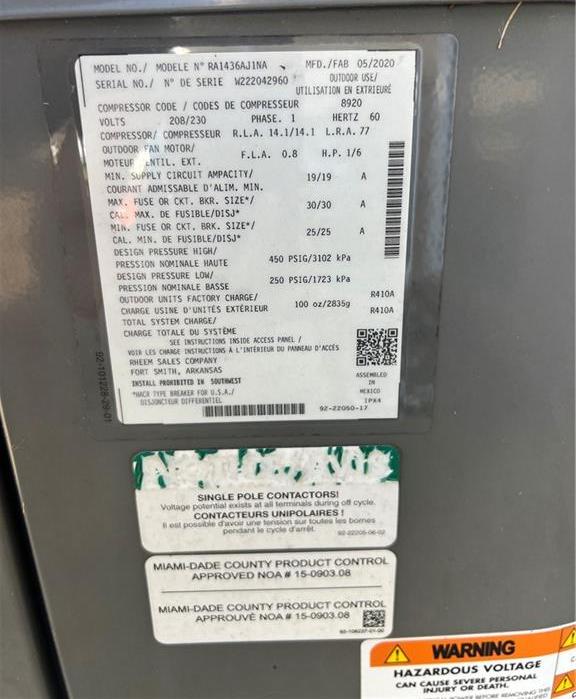 MODEL NO./ MODELE N° RA1436AJ1NA MFD./FAB 05/2020
SERIAL NO./ N° DE SERIE W222042960 OUTDOOR USE/
UTILISATION EN EXTRIEURÉ
COMPRESSOR CODE / CODES DE COMPRESSEUR 8920
VOLTS 208/230 PHASE. 1 HERTZ 60
COMPRESSOR/ COMPRESSEUR R.L.A. 14.1/14.1 L.R.A. 77
OUTDOOR FAN MOTOR/
MOTEUR VENTIL. EXT. F.L.A. 0.8 H.P. 1/6
MIN. SUPPLY CIRCUIT AMPACITY/ 19/19 A
COURANT ADMISSABLE D'ALIM. MIN.
MAX. FUSE OR CKT. BKR. SIZE*/ 30/30 A
CAL. MAX. DE FUSIBLE/DISJ*
MIN. FUSE OR CKT. BRK. SIZE*/ 25/25 A
CAL. MIN. DE FUSIBLE/DISJ*
DESIGN PRESSURE HIGH/ 450 PSIG/3102 kPa
PRESSION NOMINALE HAUTE
DESIGN PRESSURE LOW/ 250 PSIG/1723 kPa
PRESSION NOMINALE BASSE
OUTDOOR UNITS FACTORY CHARGE/ 100 oz/2835g R410A
CHARGE USINE D'UNITÉS EXTÉRIEUR R410A
TOTAL SYSTEM CHARGE/
CHARGE TOTALE DU SYSTÈME
SEE INSTRUCTIONS INSIDE ACCESS PANEL /
VOIR LES CHARGE INSTRUCTIONS A L'INTÉRIEUR DU PANNEAU D'ACCÉS
RHEEM SALES COMPANY
FORT SMITH, ARKANSAS
INSTALL PROHIBITED IN SOUTHWEST
*HACR TYPE BREAKER FOR U.S.A./
DISJONCTEUR DIFFERENTIEL
ASSEMBLED
IN
MEXICO
IPX4
92-22050-17
92-101228-29-01
SINGLE POLE CONTACTORS!
Voltage potential exists at all terminals during off cycle.
CONTACTEURS UNIPOLAIRES !
Il est possible d'avoir une tension sur toutes les bornes
pendant le cycle d'arrêt.
92-22205-06-02
MIAMI-DADE COUNTY PRODUCT CONTROL
APPROVED NOA # 15-0903.08
MIAMI-DADE COUNTY PRODUCT CONTROL
APPROUVÉ NOA # 15-0903.08
WARNING
HAZARDOUS VOLTAGE
CAN CAUSE SEVERE PERSONAL
INJURY OR DEATH.